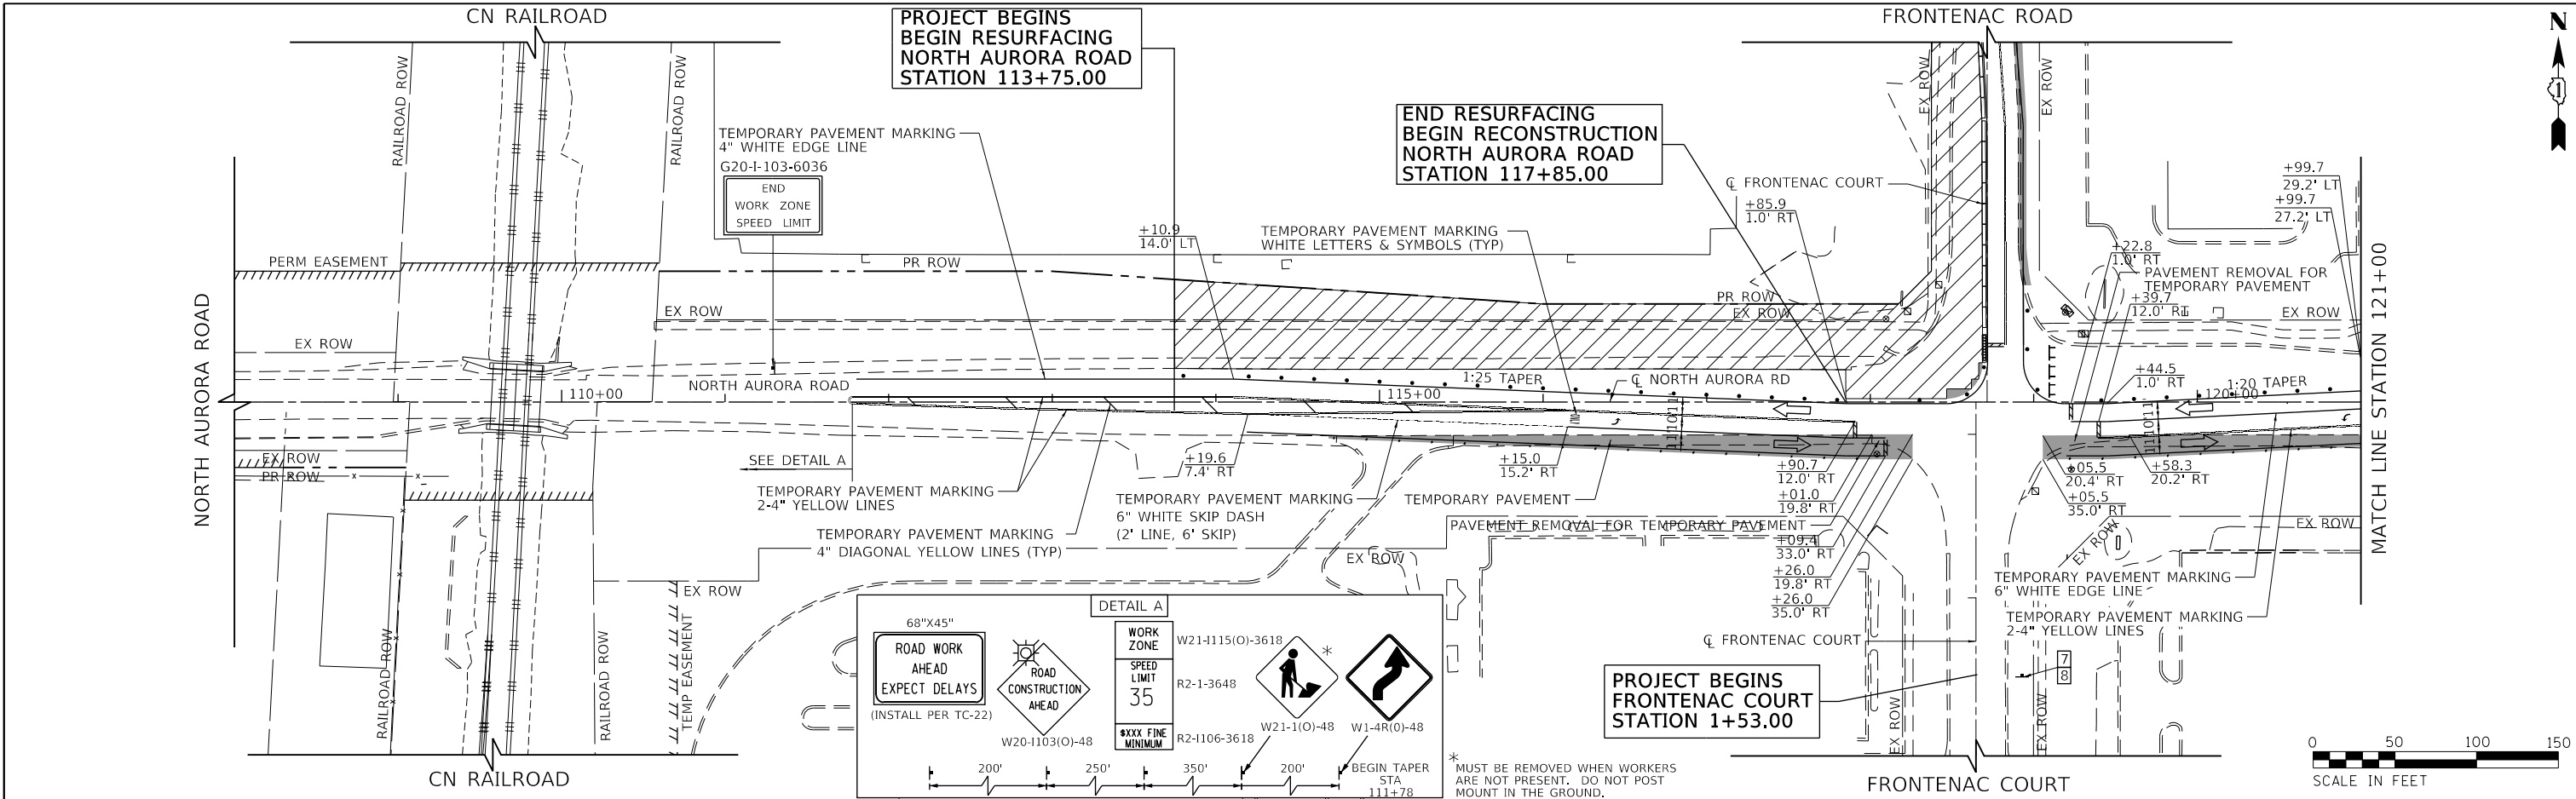 CN RAILROAD
FRONTENAC ROAD
N
PROJECT BEGINS
BEGIN RESURFACING
NORTH AURORA ROAD
STATION 113+75.00
END RESURFACING
BEGIN RECONSTRUCTION
NORTH AURORA ROAD
STATION 117+85.00
RAILROAD ROW
RAILROAD ROW
EX ROW
EX ROW
TEMPORARY PAVEMENT MARKING
4" WHITE EDGE LINE
G20-I-103-6036
END
WORK ZONE
SPEED LIMIT
℄ FRONTENAC COURT
+85.9
1.0' RT
+99.7
29.2' LT
+99.7
27.2' LT
+10.9
14.0' LT
TEMPORARY PAVEMENT MARKING
WHITE LETTERS & SYMBOLS (TYP)
+22.8
1.0' RT
PAVEMENT REMOVAL FOR
TEMPORARY PAVEMENT
+39.7
12.0' RT
PERM EASEMENT
PR ROW
PR ROW
EX ROW
EX ROW
EX ROW
EX ROW
NORTH AURORA ROAD
MATCH LINE STATION 121+00
NORTH AURORA ROAD
110+00
1:25 TAPER
115+00
℄ NORTH AURORA RD
11'
10'
11'
+44.5
1.0' RT
1:20 TAPER
120+00
11'
10'
11'
EX ROW
PR ROW
SEE DETAIL A
+19.6
7.4' RT
+15.0
15.2' RT
+90.7
12.0' RT
+01.0
19.8' RT
+05.5
20.4' RT
+58.3
20.2' RT
+05.5
35.0' RT
TEMPORARY PAVEMENT MARKING
2-4" YELLOW LINES
TEMPORARY PAVEMENT MARKING
6" WHITE SKIP DASH
(2' LINE, 6' SKIP)
TEMPORARY PAVEMENT
PAVEMENT REMOVAL FOR TEMPORARY PAVEMENT
TEMPORARY PAVEMENT MARKING
4" DIAGONAL YELLOW LINES (TYP)
+09.4
33.0' RT
+26.0
19.8' RT
+26.0
35.0' RT
EX ROW
EX ROW
EX ROW
EX ROW
TEMPORARY PAVEMENT MARKING
6" WHITE EDGE LINE
TEMPORARY PAVEMENT MARKING
2-4" YELLOW LINES
RAILROAD ROW
RAILROAD ROW
TEMP EASEMENT
DETAIL A
68"X45"
ROAD WORK
AHEAD
EXPECT DELAYS
(INSTALL PER TC-22)
ROAD
CONSTRUCTION
AHEAD
W20-I103(O)-48
WORK
ZONE
W21-I115(O)-3618
SPEED
LIMIT
35
R2-1-3648
$XXX FINE
MINIMUM
R2-I106-3618
*
W21-1(O)-48
W1-4R(0)-48
200'
250'
350'
200'
BEGIN TAPER
STA
111+78
*
MUST BE REMOVED WHEN WORKERS
ARE NOT PRESENT. DO NOT POST
MOUNT IN THE GROUND.
℄ FRONTENAC COURT
PROJECT BEGINS
FRONTENAC COURT
STATION 1+53.00
7
8
EX ROW
EX ROW
CN RAILROAD
FRONTENAC COURT
0
50
100
150
SCALE IN FEET